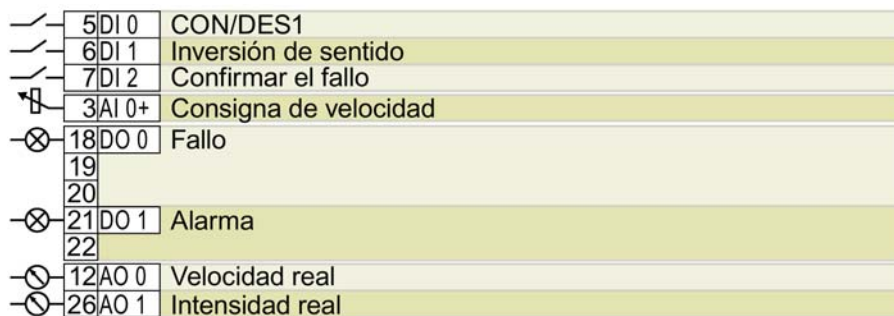 5 DI 0 CON/DES1
6 DI 1 Inversión de sentido
7 DI 2 Confirmar el fallo
3 AI 0+ Consigna de velocidad
18 DO 0 Fallo
19
20
21 DO 1 Alarma
22
12 AO 0 Velocidad real
26 AO 1 Intensidad real